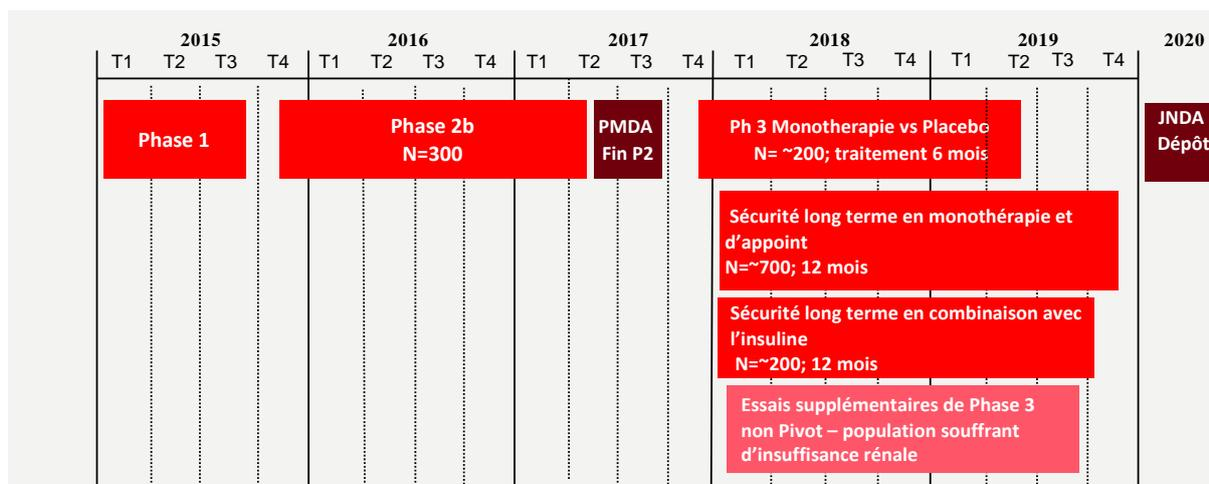 2015 2016 2017 2018 2019 2020
T1 T2 T3 T4 T1 T2 T3 T4 T1 T2 T3 T4 T1 T2 T3 T4 T1 T2 T3 T4
Phase 1
Phase 2b
N=300
PMDA
Fin P2
Ph 3 Monotherapie vs Placebo
N= ~200; traitement 6 mois
JNDA
Dépôt
Sécurité long terme en monothérapie et
d’appoint
N=~700; 12 mois
Sécurité long terme en combinaison avec
l’insuline
N=~200; 12 mois
Essais supplémentaires de Phase 3
non Pivot – population souffrant
d’insuffisance rénale